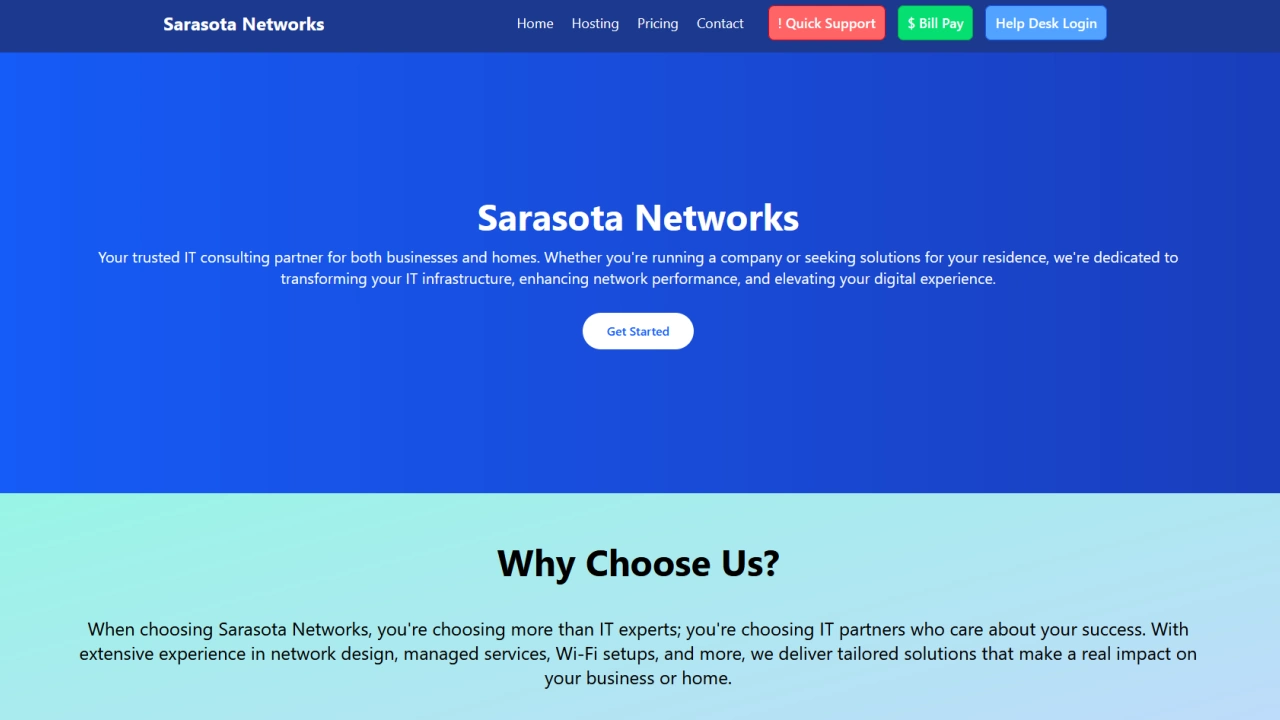 Sarasota Networks
Home Hosting Pricing Contact ! Quick Support $ Bill Pay Help Desk Login
Sarasota Networks
Your trusted IT consulting partner for both businesses and homes. Whether you're running a company or seeking solutions for your residence, we're dedicated to
transforming your IT infrastructure, enhancing network performance, and elevating your digital experience.
Get Started
Why Choose Us?
When choosing Sarasota Networks, you're choosing more than IT experts; you're choosing IT partners who care about your success. With
extensive experience in network design, managed services, Wi-Fi setups, and more, we deliver tailored solutions that make a real impact on
your business or home.